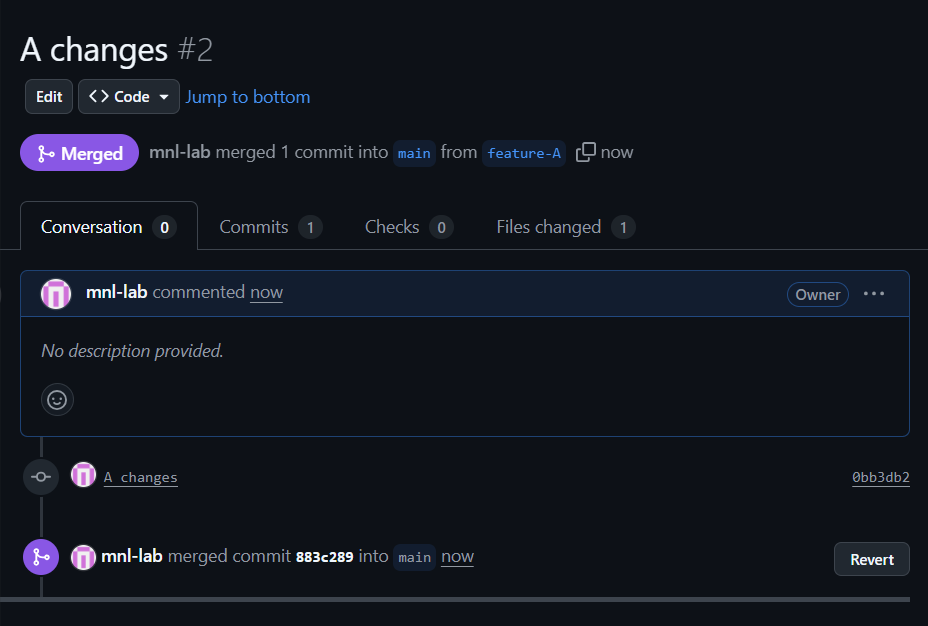 A changes #2
Edit Code Jump to bottom
Merged mnl-lab merged 1 commit into main from feature-A now
Conversation 0 Commits 1 Checks 0 Files changed 1
mnl-lab commented now Owner
No description provided.
A changes 0bb3db2
mnl-lab merged commit 883c289 into main now Revert